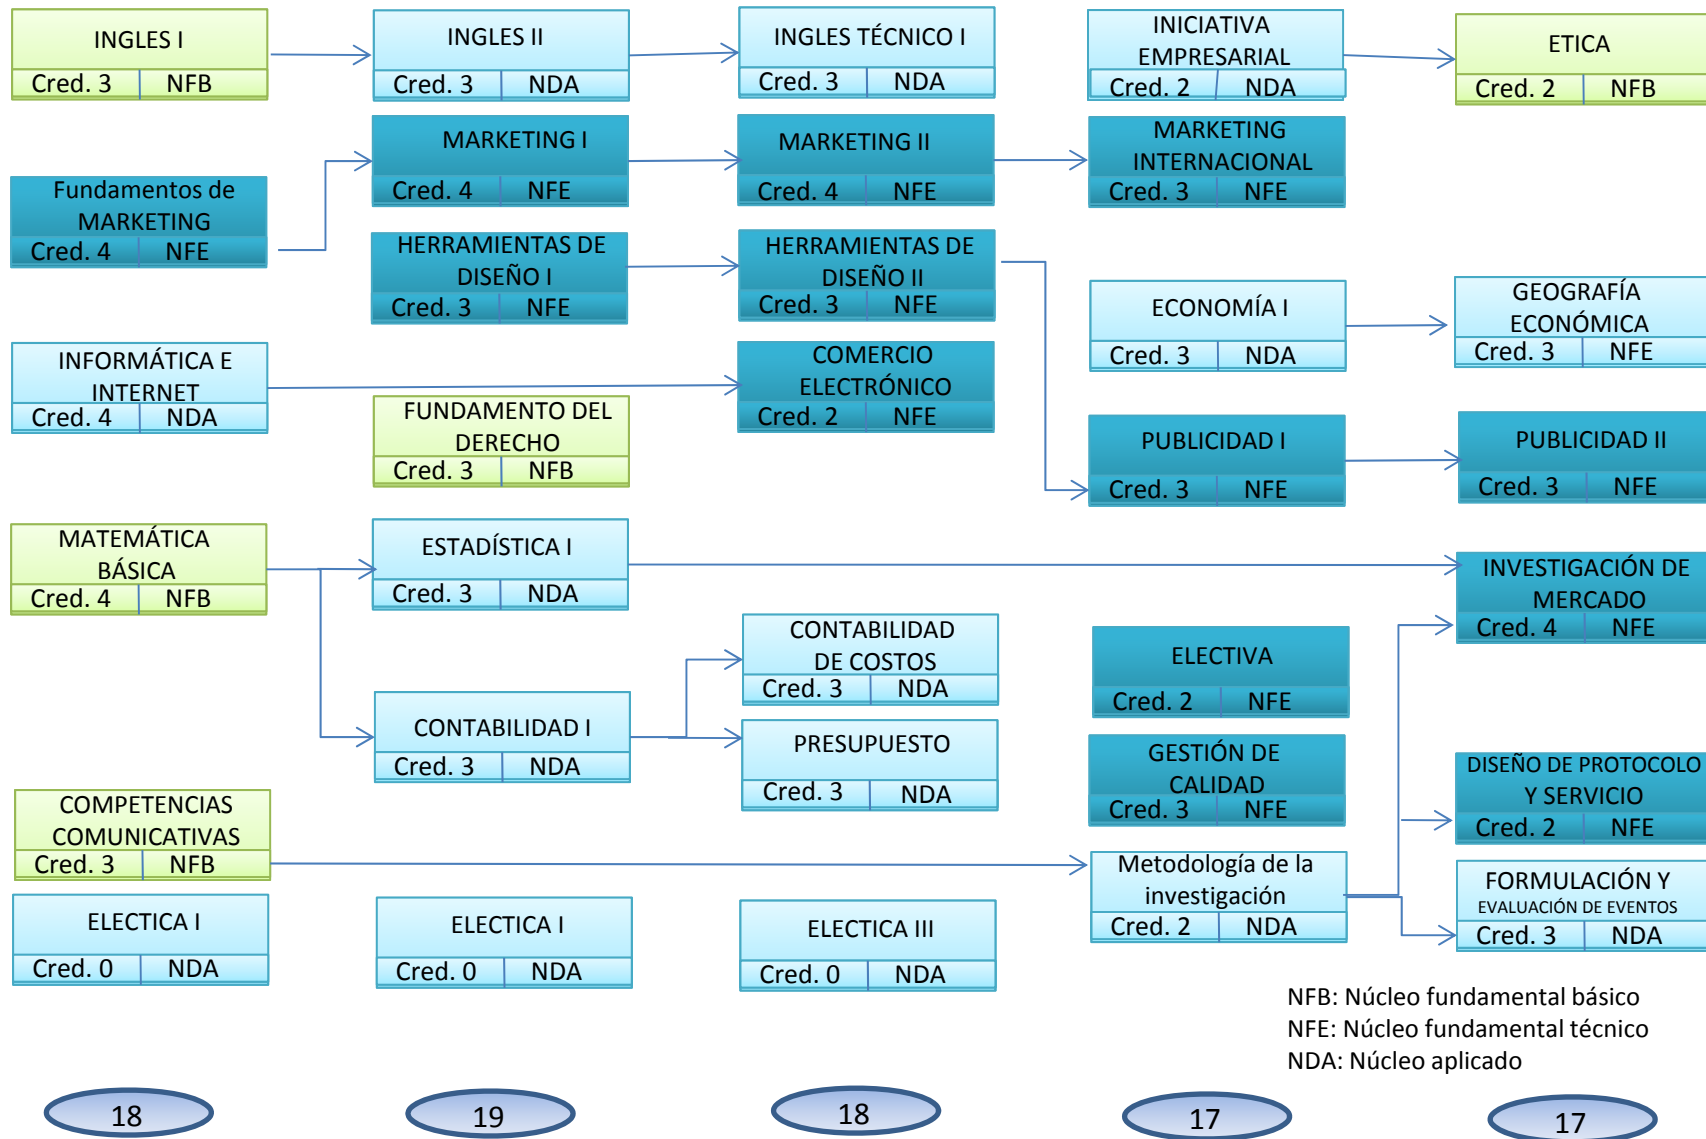 INGLES I
Cred. 3 NFB
INGLES II
Cred. 3 NDA
INGLES TÉCNICO I
Cred. 3 NDA
INICIATIVA
EMPRESARIAL
Cred. 2 NDA
ETICA
Cred. 2 NFB
Fundamentos de
MARKETING
Cred. 4 NFE
MARKETING I
Cred. 4 NFE
MARKETING II
Cred. 4 NFE
MARKETING
INTERNACIONAL
Cred. 3 NFE
HERRAMIENTAS DE
DISEÑO I
Cred. 3 NFE
HERRAMIENTAS DE
DISEÑO II
Cred. 3 NFE
ECONOMÍA I
Cred. 3 NDA
GEOGRAFÍA
ECONÓMICA
Cred. 3 NFE
INFORMÁTICA E
INTERNET
Cred. 4 NDA
FUNDAMENTO DEL
DERECHO
Cred. 3 NFB
COMERCIO
ELECTRÓNICO
Cred. 2 NFE
PUBLICIDAD I
Cred. 3 NFE
PUBLICIDAD II
Cred. 3 NFE
MATEMÁTICA
BÁSICA
Cred. 4 NFB
ESTADÍSTICA I
Cred. 3 NDA
INVESTIGACIÓN DE
MERCADO
Cred. 4 NFE
CONTABILIDAD I
Cred. 3 NDA
CONTABILIDAD
DE COSTOS
Cred. 3 NDA
PRESUPUESTO
Cred. 3 NDA
ELECTIVA
Cred. 2 NFE
GESTIÓN DE
CALIDAD
Cred. 3 NFE
DISEÑO DE PROTOCOLO
Y SERVICIO
Cred. 2 NFE
COMPETENCIAS
COMUNICATIVAS
Cred. 3 NFB
Metodología de la
investigación
Cred. 2 NDA
FORMULACIÓN Y
EVALUACIÓN DE EVENTOS
Cred. 3 NDA
ELECTICA I
Cred. 0 NDA
ELECTICA I
Cred. 0 NDA
ELECTICA III
Cred. 0 NDA
NFB: Núcleo fundamental básico
NFE: Núcleo fundamental técnico
NDA: Núcleo aplicado
18
19
18
17
17